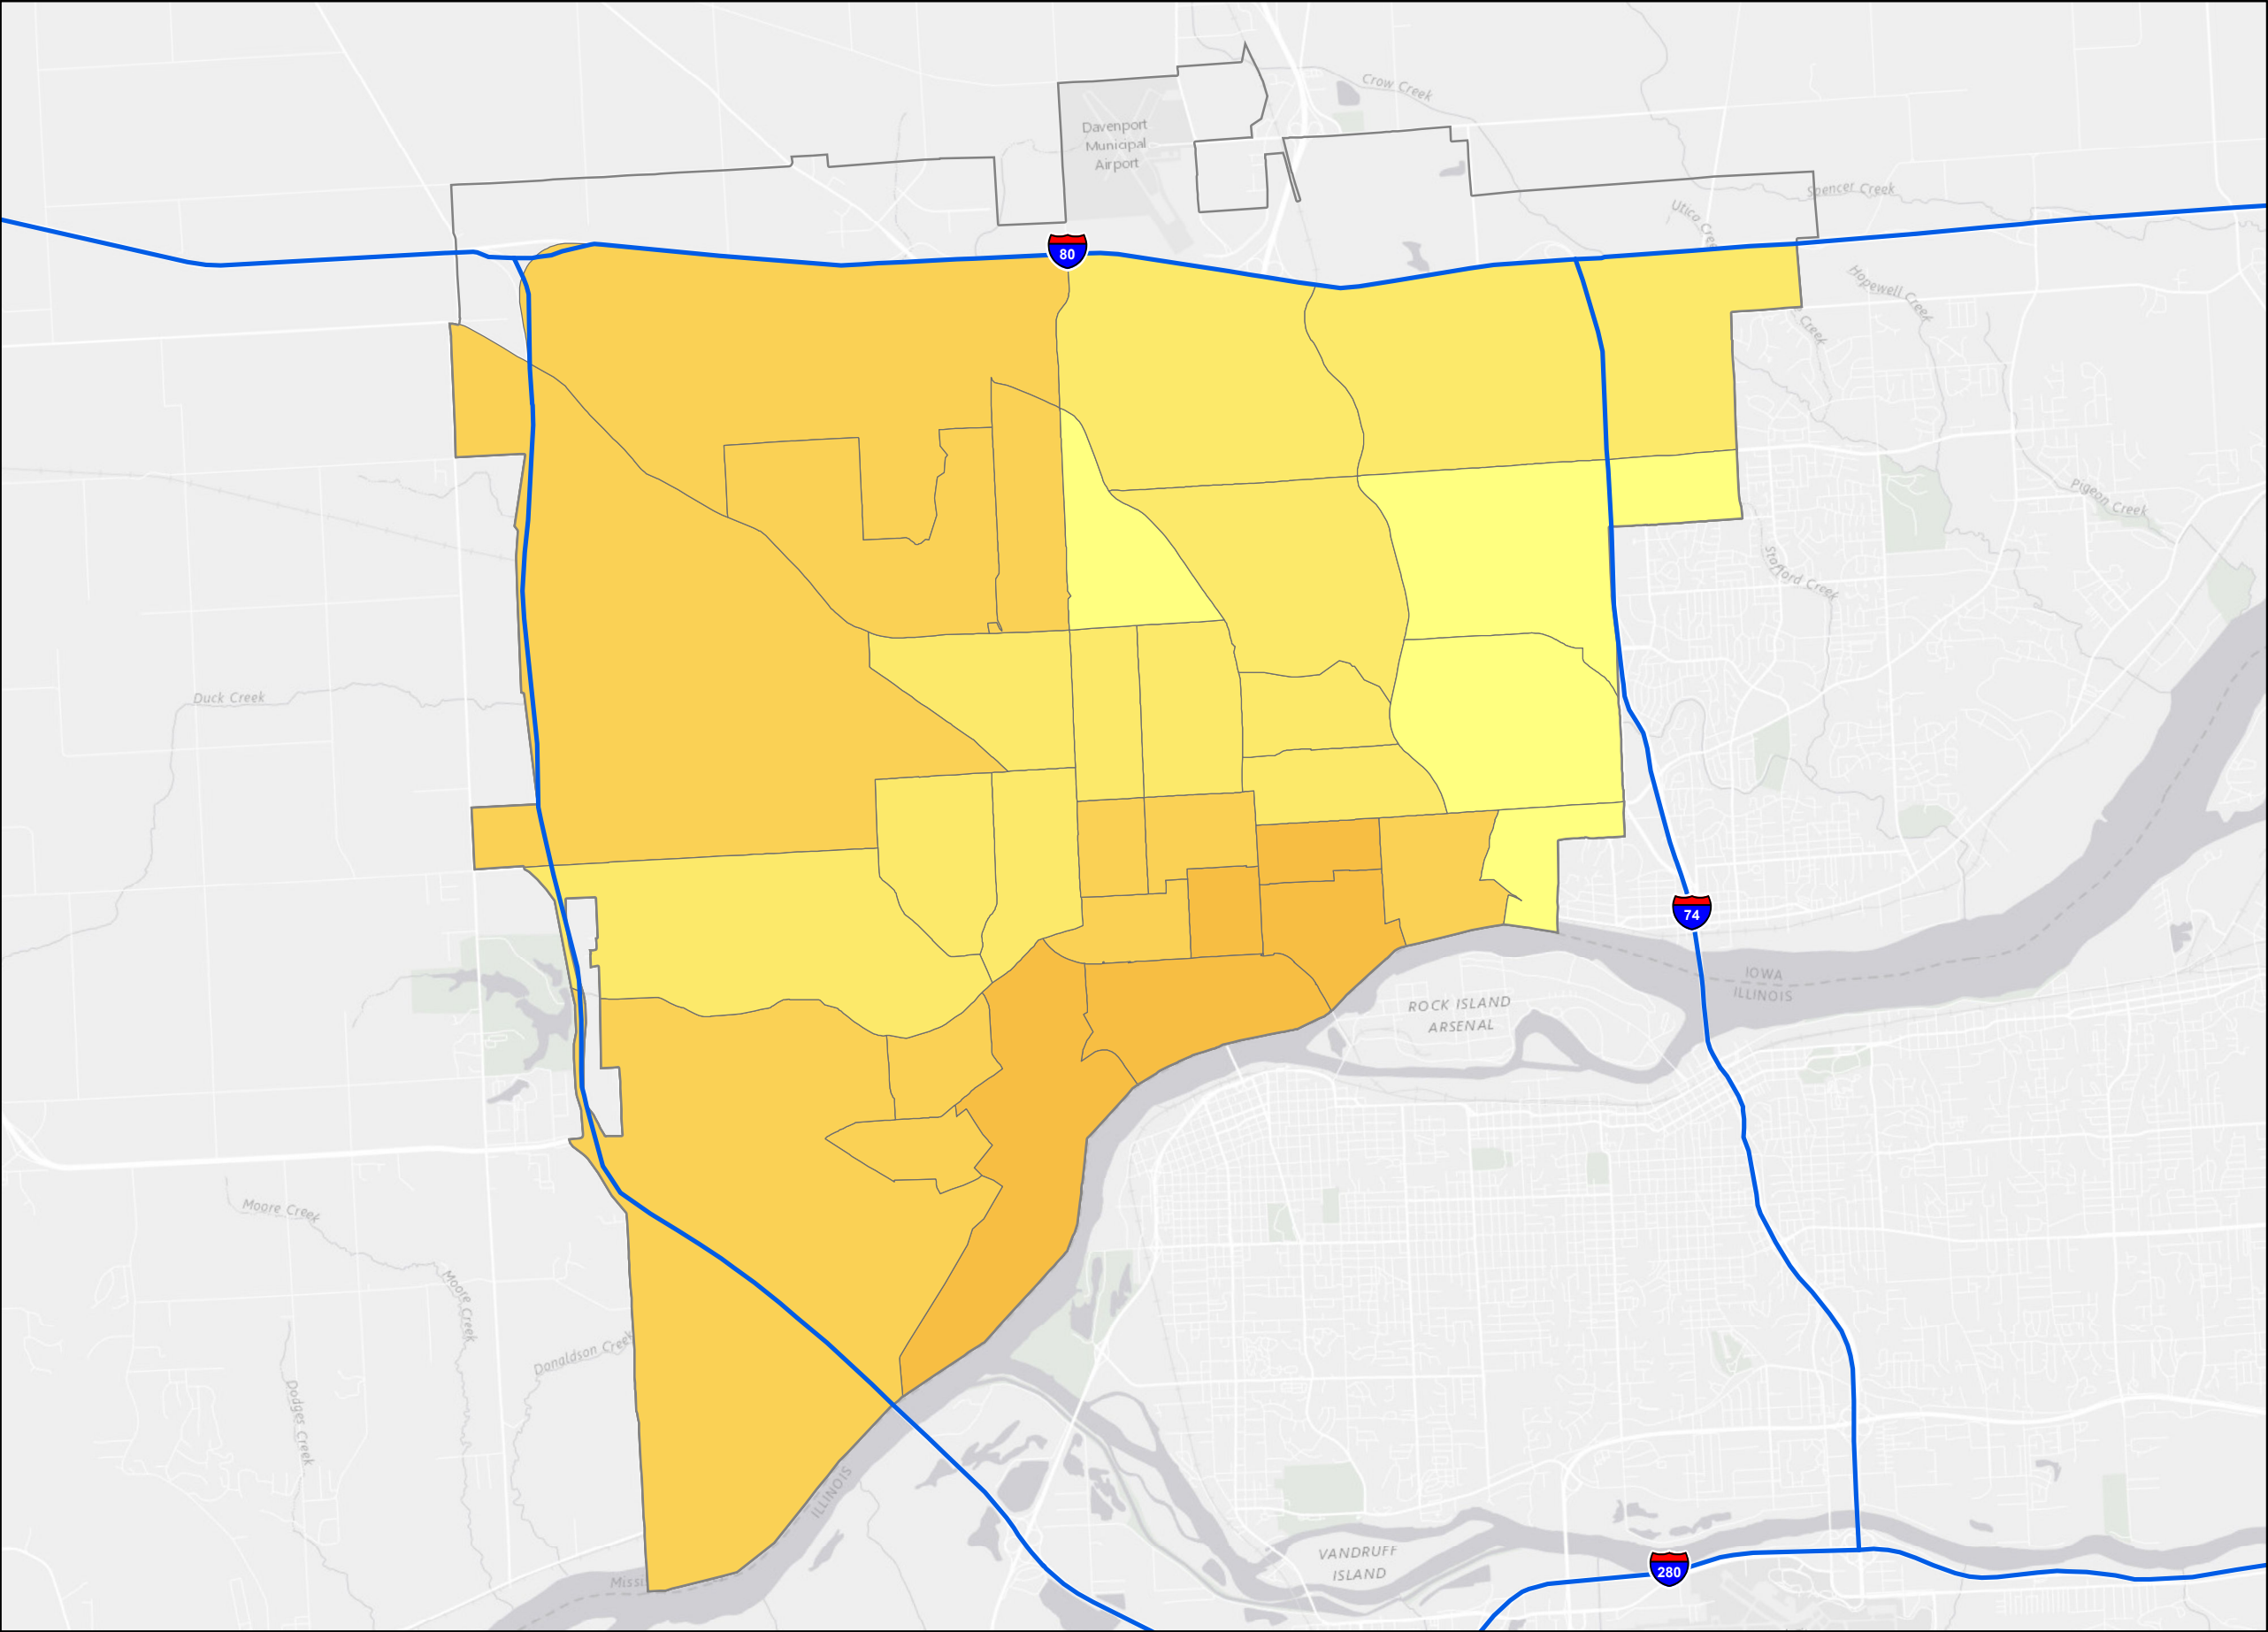 Crow Creek
Davenport
Municipal
Airport
Spencer Creek
Utica Cree
80
Hopewell Creek
Creek
Pigeon Creek
Stafford Creek
Duck Creek
74
IOWA
ILLINOIS
ROCK ISLAND
ARSENAL
Moore Creek
Moore Creek
Donaldson Creek
Dodges Creek
ILLINOIS
VANDRUFF
ISLAND
280
Missi